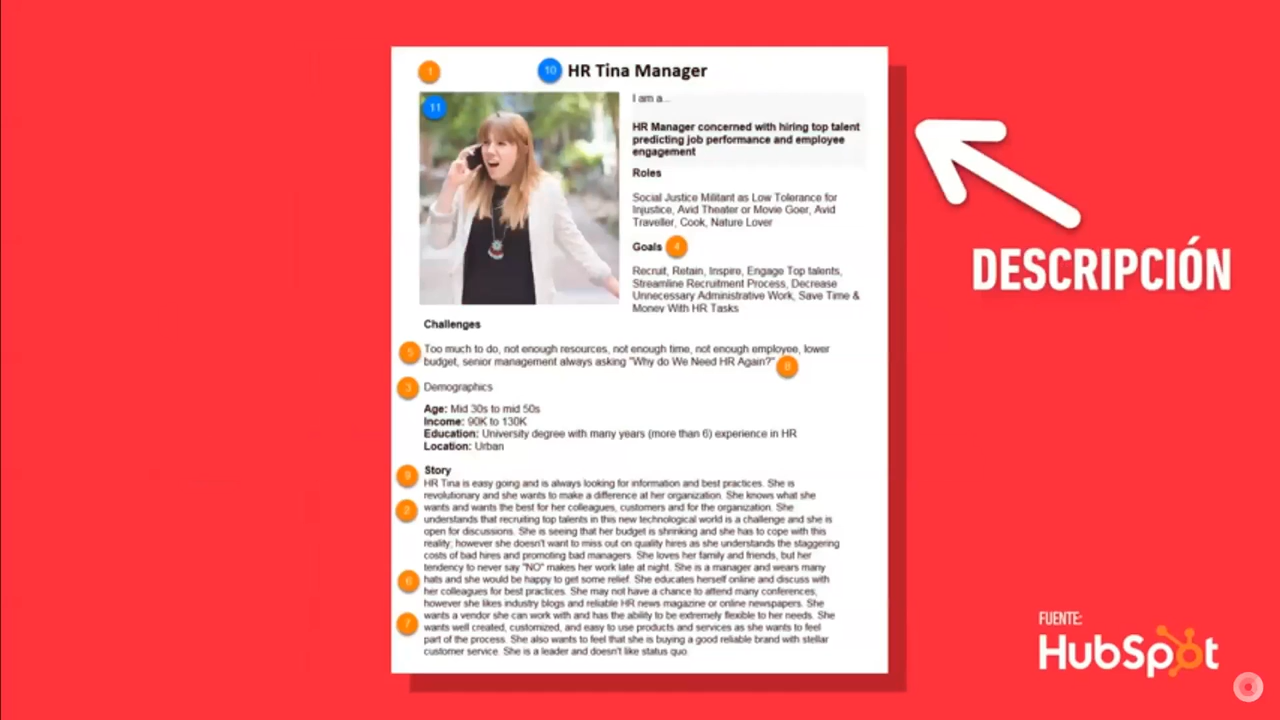 1
10 HR Tina Manager
11
I am a...
HR Manager concerned with hiring top talent
predicting job performance and employee
engagement
Roles
Social Justice Militant as Low Tolerance for
Injustice, Avid Theater or Movie Goer, Avid
Traveller, Cook, Nature Lover
Goals 4
Recruit, Retain, Inspire, Engage Top talents,
Streamline Recruitment Process, Decrease
Unnecessary Administrative Work, Save Time &
Money With HR Tasks
Challenges
5 Too much to do, not enough resources, not enough time, not enough employee, lower
budget, senior management always asking "Why do We Need HR Again?" 8
3 Demographics
Age: Mid 30s to mid 50s
Income: 90K to 130K
Education: University degree with many years (more than 6) experience in HR
Location: Urban
9 Story
HR Tina is easy going and is always looking for information and best practices. She is
revolutionary and she wants to make a difference at her organization. She knows what she
2 wants and wants the best for her colleagues, customers and for the organization. She
understands that recruiting top talents in this new technological world is a challenge and she is
open for discussions. She is seeing that her budget is shrinking and she has to cope with this
reality; however she doesn't want to miss out on quality hires as she understands the staggering
costs of bad hires and promoting bad managers. She loves her family and friends, but her
tendency to never say "NO" makes her work late at night. She is a manager and wears many
6 hats and she would be happy to get some relief. She educates herself online and discuss with
her colleagues for best practices. She may not have a chance to attend many conferences,
however she likes industry blogs and reliable HR news magazine or online newspapers. She
7 wants a vendor she can work with and has the ability to be extremely flexible to her needs. She
wants well created, customized, and easy to use products and services as she wants to feel
part of the process. She also wants to feel that she is buying a good reliable brand with stellar
customer service. She is a leader and doesn't like status quo.
DESCRIPCIÓN
FUENTE:
HubSpot